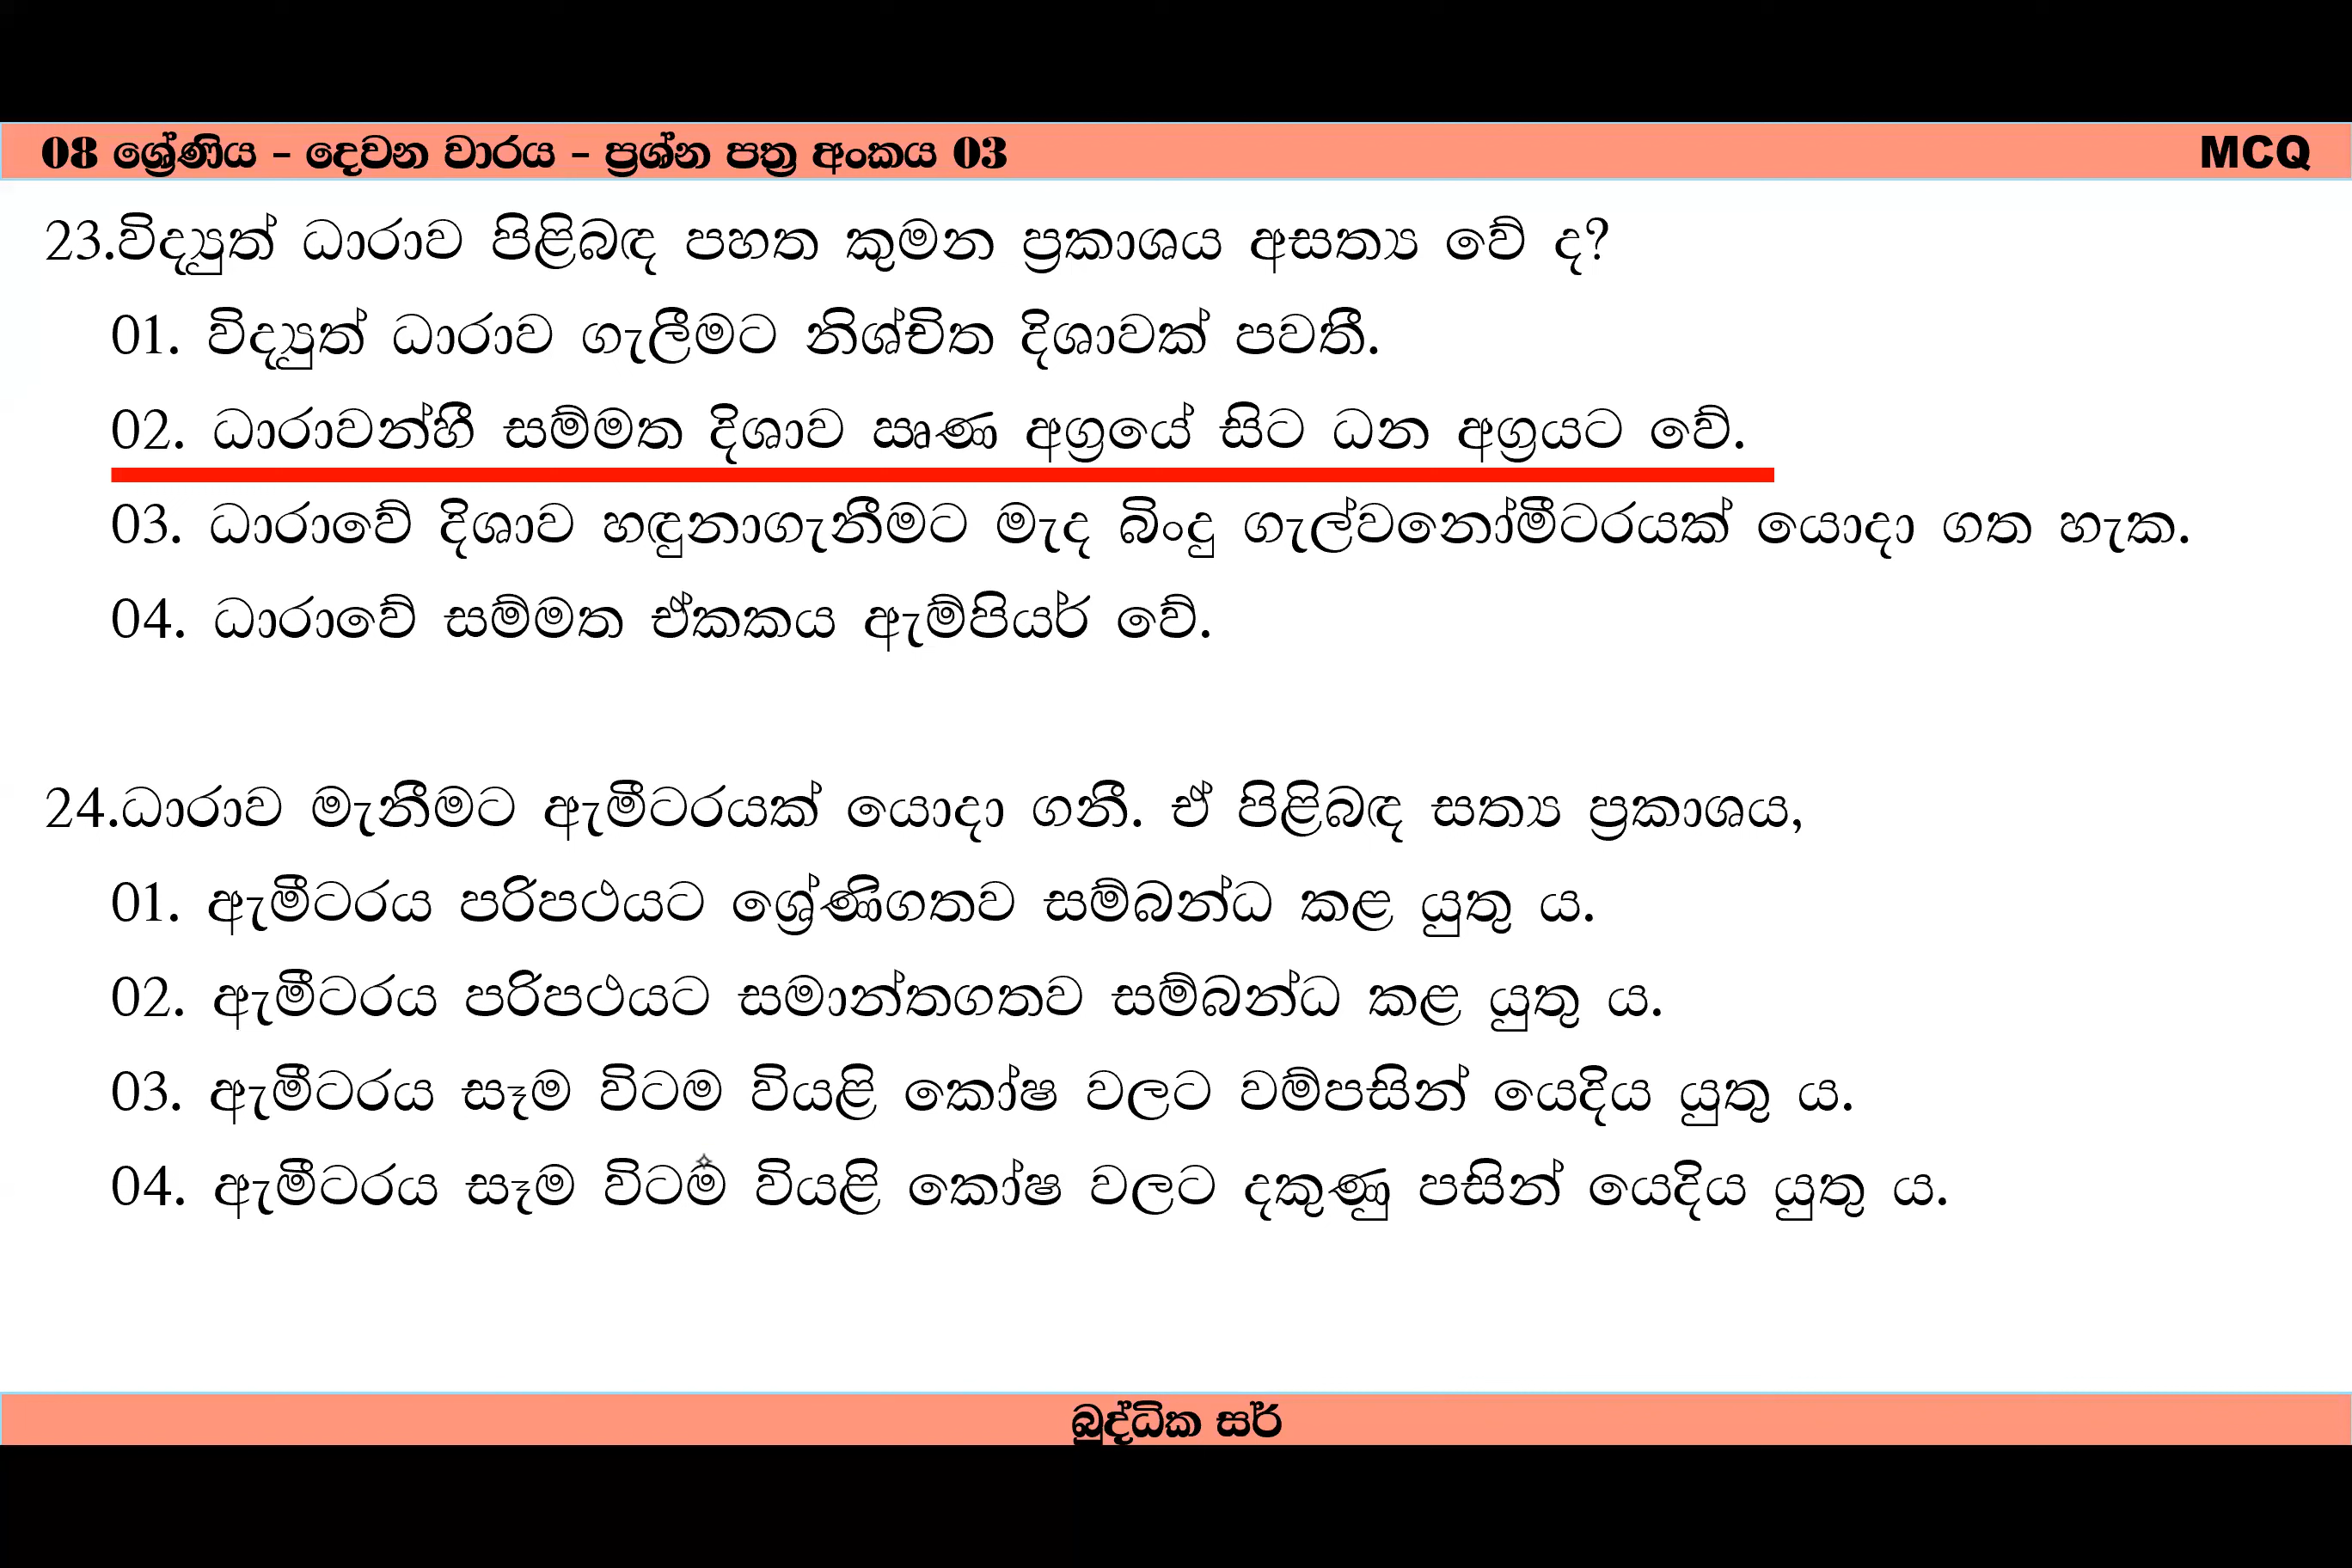 08 ශ්‍රේණිය - දෙවන වාරය - ප්‍රශ්න පත්‍ර අංකය 03
MCQ
23.විද්‍යුත් ධාරාව පිළිබඳ පහත කුමන ප්‍රකාශය අසත්‍ය වේ ද?
01. විද්‍යුත් ධාරාව ගැලීමට නිශ්චිත දිශාවක් පවතී.
02. ධාරාවන්හී සම්මත දිශාව ඍණ අග්‍රයේ සිට ධන අග්‍රයට වේ.
03. ධාරාවේ දිශාව හඳුනාගැනීමට මැද බිංදු ගැල්වනෝමීටරයක් යොදා ගත හැක.
04. ධාරාවේ සම්මත ඒකකය ඇම්පියර් වේ.
24.ධාරාව මැනීමට ඇමීටරයක් යොදා ගනී. ඒ පිළිබඳ සත්‍ය ප්‍රකාශය,
01. ඇමීටරය පරිපථයට ශ්‍රේණිගතව සම්බන්ධ කළ යුතු ය.
02. ඇමීටරය පරිපථයට සමාන්තගතව සම්බන්ධ කළ යුතු ය.
03. ඇමීටරය සෑම විටම වියළි කෝෂ වලට වම්පසින් යෙදිය යුතු ය.
04. ඇමීටරය සෑම විටම වියළි කෝෂ වලට දකුණු පසින් යෙදිය යුතු ය.
බුද්ධික සර්